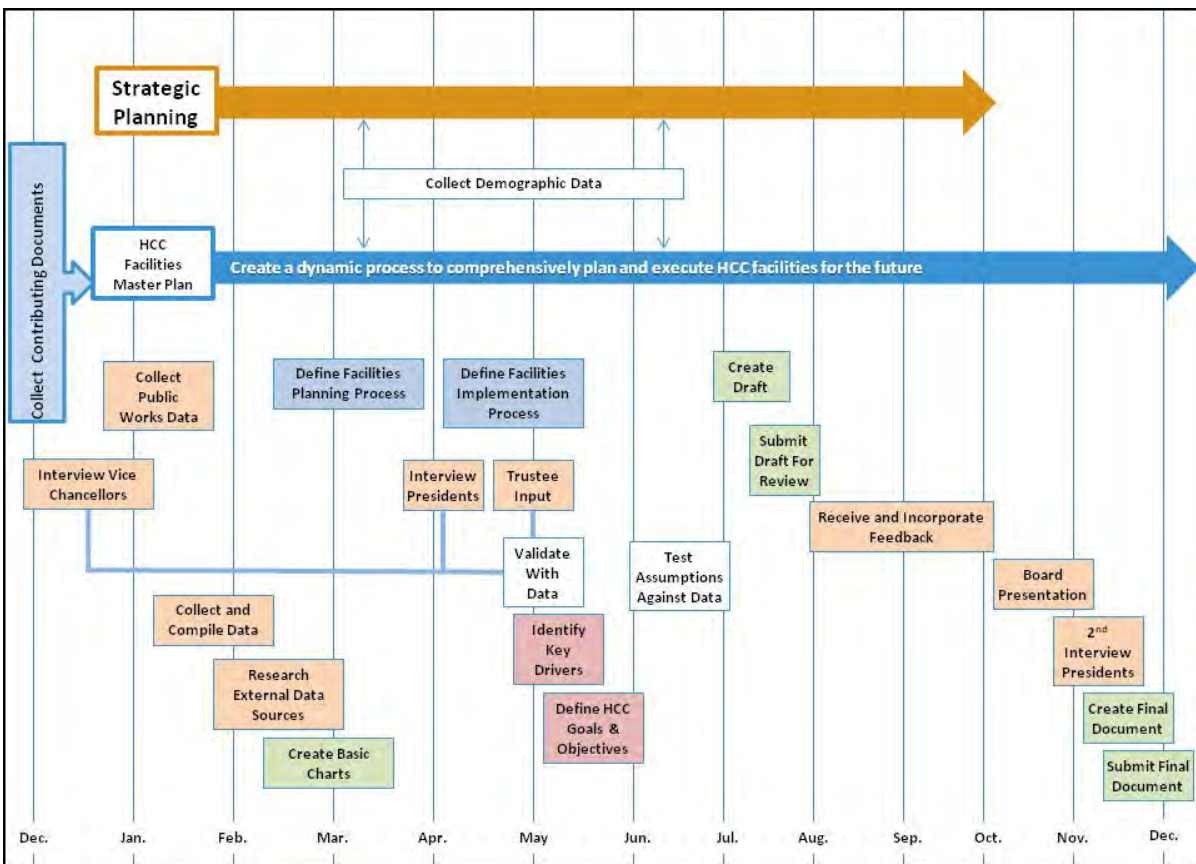 Strategic
Planning
Collect Demographic Data
Collect Contributing Documents
HCC
Facilities
Master Plan
Create a dynamic process to comprehensively plan and execute HCC facilities for the future
Collect
Public
Works Data
Define Facilities
Planning Process
Define Facilities
Implementation
Process
Create
Draft
Submit
Draft For
Review
Interview Vice
Chancellors
Interview
Presidents
Trustee
Input
Receive and Incorporate
Feedback
Validate
With
Data
Test
Assumptions
Against Data
Board
Presentation
Collect and
Compile Data
Identify
Key
Drivers
2nd
Interview
Presidents
Research
External Data
Sources
Define HCC
Goals &
Objectives
Create Final
Document
Create Basic
Charts
Submit Final
Document
Dec. Jan. Feb. Mar. Apr. May Jun. Jul. Aug. Sep. Oct. Nov. Dec.